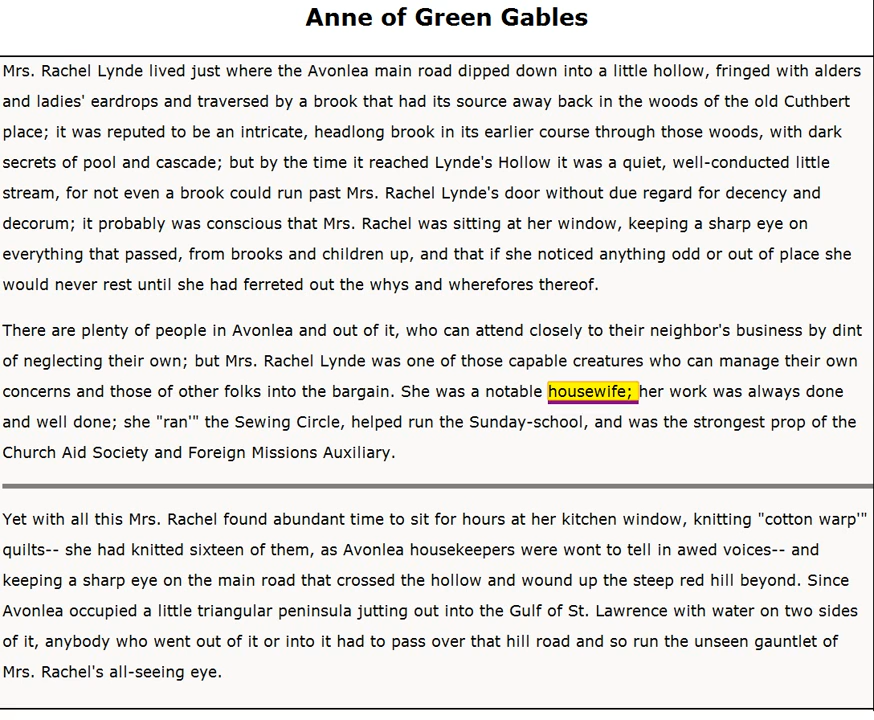 Anne of Green Gables
Mrs. Rachel Lynde lived just where the Avonlea main road dipped down into a little hollow, fringed with alders
and ladies' eardrops and traversed by a brook that had its source away back in the woods of the old Cuthbert
place; it was reputed to be an intricate, headlong brook in its earlier course through those woods, with dark
secrets of pool and cascade; but by the time it reached Lynde's Hollow it was a quiet, well-conducted little
stream, for not even a brook could run past Mrs. Rachel Lynde's door without due regard for decency and
decorum; it probably was conscious that Mrs. Rachel was sitting at her window, keeping a sharp eye on
everything that passed, from brooks and children up, and that if she noticed anything odd or out of place she
would never rest until she had ferreted out the whys and wherefores thereof.
There are plenty of people in Avonlea and out of it, who can attend closely to their neighbor's business by dint
of neglecting their own; but Mrs. Rachel Lynde was one of those capable creatures who can manage their own
concerns and those of other folks into the bargain. She was a notable housewife; her work was always done
and well done; she "ran'" the Sewing Circle, helped run the Sunday-school, and was the strongest prop of the
Church Aid Society and Foreign Missions Auxiliary.
Yet with all this Mrs. Rachel found abundant time to sit for hours at her kitchen window, knitting "cotton warp'"
quilts-- she had knitted sixteen of them, as Avonlea housekeepers were wont to tell in awed voices-- and
keeping a sharp eye on the main road that crossed the hollow and wound up the steep red hill beyond. Since
Avonlea occupied a little triangular peninsula jutting out into the Gulf of St. Lawrence with water on two sides
of it, anybody who went out of it or into it had to pass over that hill road and so run the unseen gauntlet of
Mrs. Rachel's all-seeing eye.